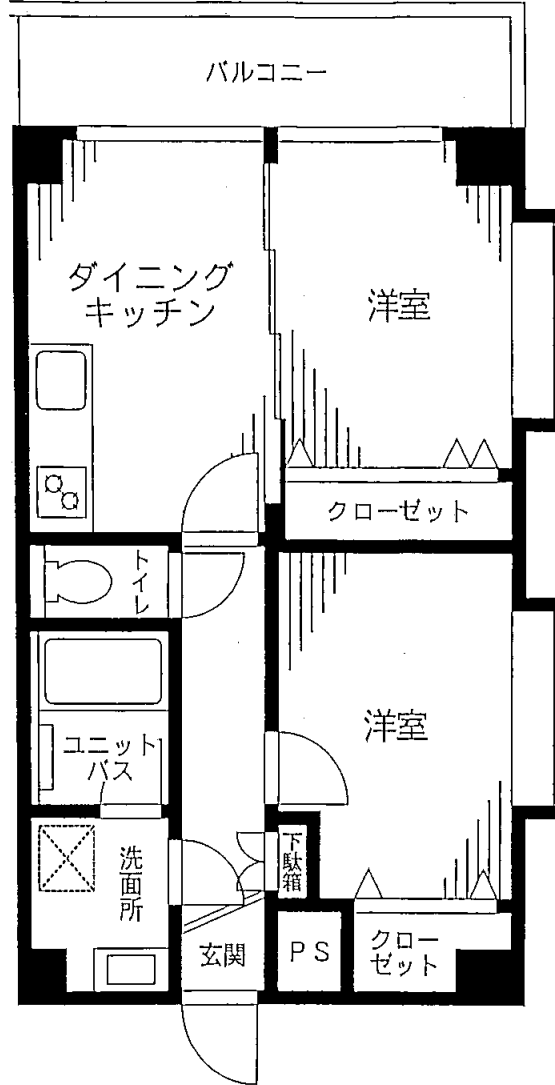 バルコニー
ダイニング
キッチン
洋室
クローゼット
トイレ
洋室
ユニット
バス
洗面所
下駄箱
玄関
PS
クロー
ゼット